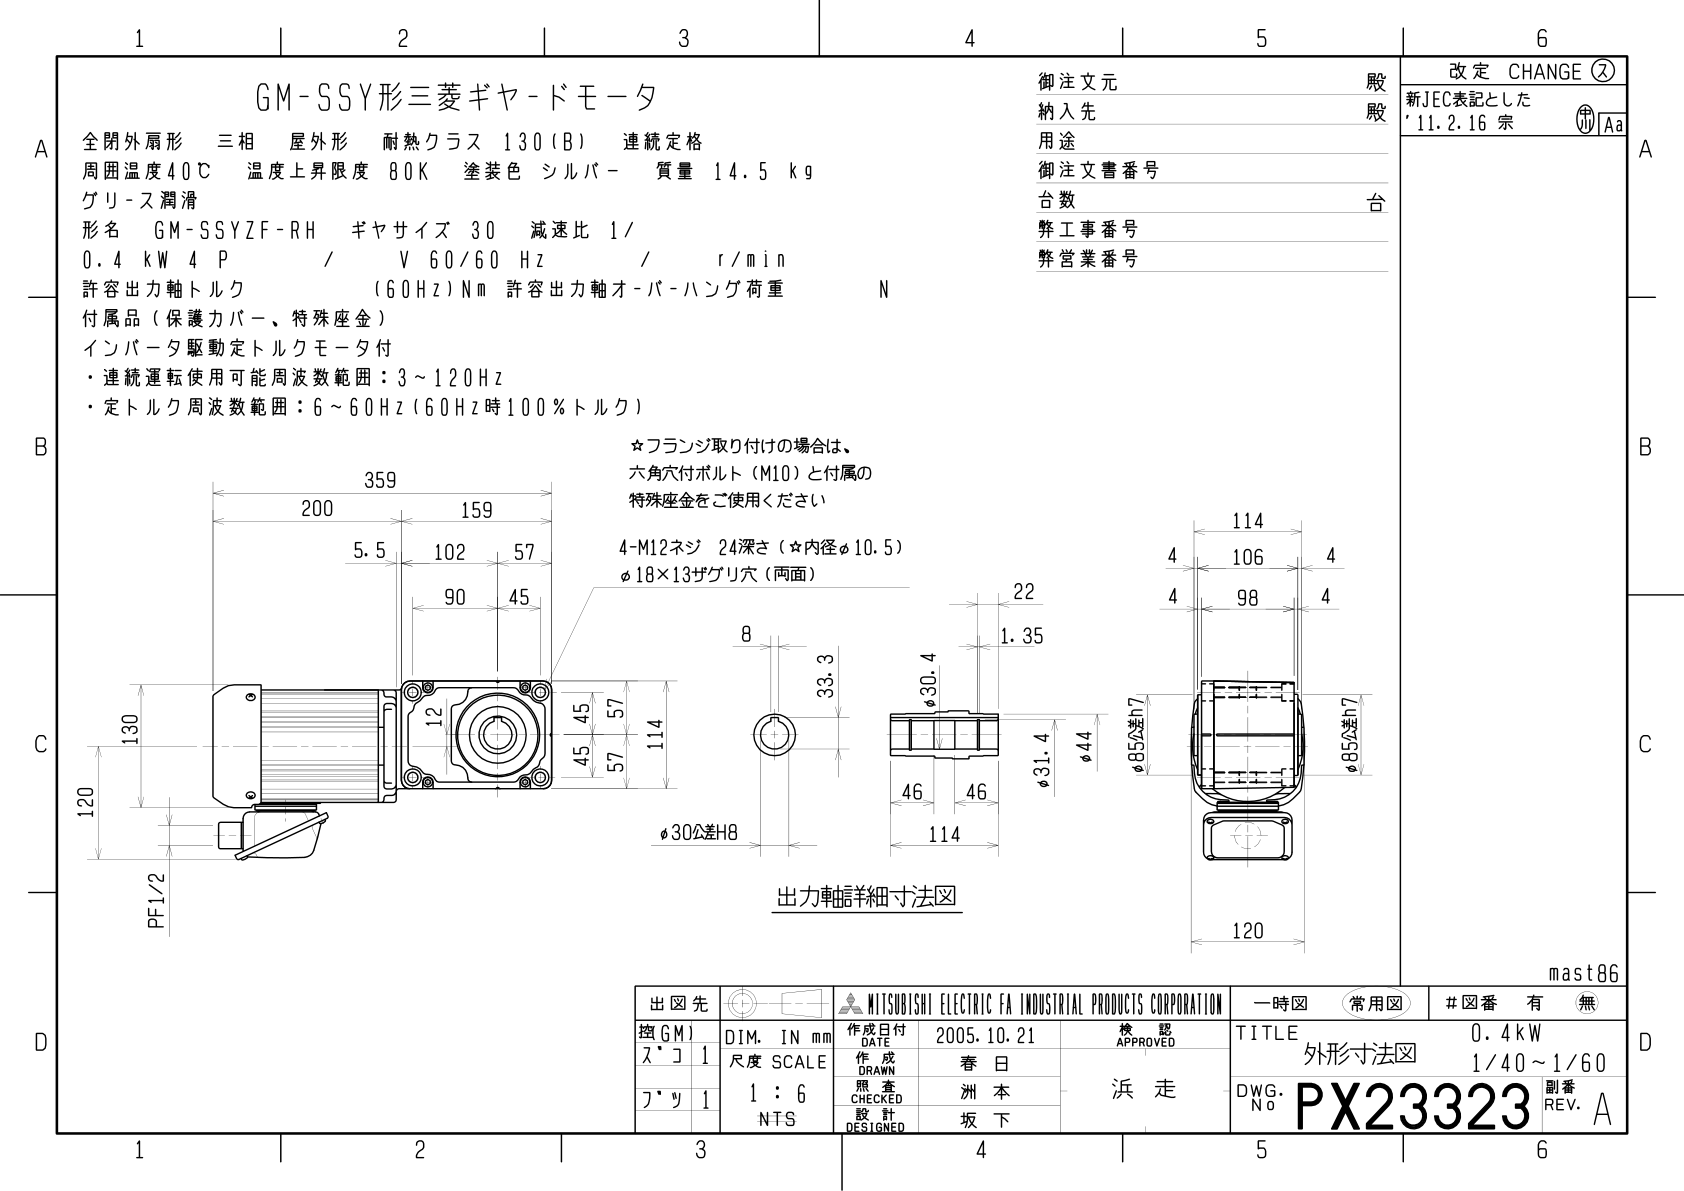 1 2 3 4 5 6
A A
B B
C C
D D
GM-SSY形三菱ギヤ-ドモータ
全閉外扇形 三相 屋外形 耐熱クラス 130(B) 連続定格
周囲温度40℃ 温度上昇限度 80K 塗装色 シルバー 質量 14.5 kg
グリース潤滑
形名 GM-SSYZF-RH ギヤサイズ 30 減速比 1/
0.4 kW 4 P / V 60/60 Hz / r/min
許容出力軸トルク (60Hz)Nm 許容出力軸オ-バ-ハング荷重 N
付属品(保護カバー、特殊座金)
インバータ駆動定トルクモータ付
・連続運転使用可能周波数範囲：3~120Hz
・定トルク周波数範囲：6~60Hz(60Hz時100%トルク)
御注文元 殿
納入先 殿
用途
御注文書番号
台数 台
弊工事番号
弊営業番号
改定 CHANGE ス
新JEC表記とした
'11.2.16 宗
Aa
☆フランジ取り付けの場合は、
六角穴付ボルト(M10)と付属の
特殊座金をご使用ください
4-M12ネジ 24深さ(☆内径φ10.5)
φ18×13ザグリ穴(両面)
359
200 159
5.5 102 57
90 45
130
120
PF1/2
12
45 57
45 57
114
8
33.3
φ30公差H8
22
1.35
φ30.4
φ31.4
φ44
46 46
114
出力軸詳細寸法図
114
4 106 4
4 98 4
φ85公差h7
φ85公差h7
120
mast86
出図先
MITSUBISHI ELECTRIC FA INDUSTRIAL PRODUCTS CORPORATION
一時図 常用図 #図番 有 無
控(GM)
ズコ 1
ブツ 1
DIM. IN mm
尺度 SCALE
1 : 6
NTS
作成日付 DATE 2005.10.21
作成 DRAWN 春日
照査 CHECKED 洲本
設計 DESIGNED 坂下
検認 APPROVED
浜走
TITLE
外形寸法図
0.4kW
1/40~1/60
DWG. No
PX23323
副番 REV. A
1 2 3 4 5 6